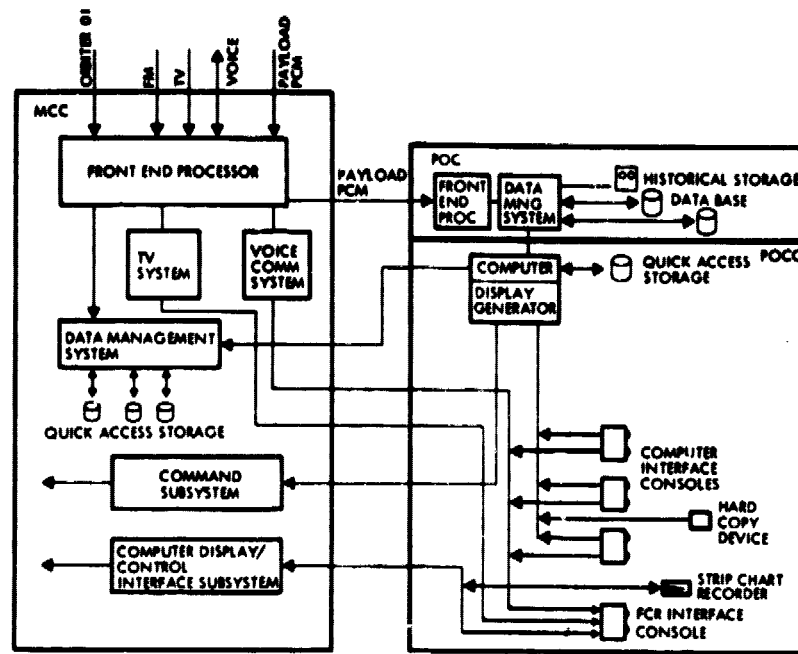 ORBITER OI
FM
TV
VOICE
PAYLOAD
PCM
MCC
FRONT END PROCESSOR
PAYLOAD
PCM
POC
FRONT
END
PROC
DATA
MNG
SYSTEM
HISTORICAL STORAGE
DATA BASE
TV
SYSTEM
VOICE
COMM
SYSTEM
POCC
COMPUTER
DISPLAY
GENERATOR
QUICK ACCESS
STORAGE
DATA MANAGEMENT
SYSTEM
QUICK ACCESS STORAGE
COMMAND
SUBSYSTEM
COMPUTER
INTERFACE
CONSOLES
HARD
COPY
DEVICE
COMPUTER DISPLAY/
CONTROL
INTERFACE SUBSYSTEM
STRIP CHART
RECORDER
FCR INTERFACE
CONSOLE